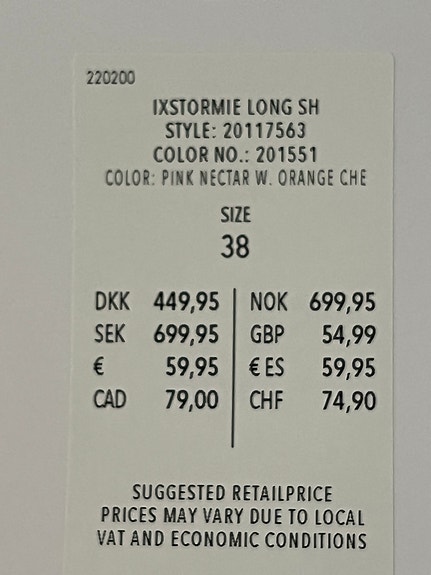 220200
IXSTORMIE LONG SH
STYLE: 20117563
COLOR NO.: 201551
COLOR: PINK NECTAR W. ORANGE CHE
SIZE
38
DKK 449,95 NOK 699,95
SEK 699,95 GBP 54,99
€ 59,95 € ES 59,95
CAD 79,00 CHF 74,90
SUGGESTED RETAILPRICE
PRICES MAY VARY DUE TO LOCAL
VAT AND ECONOMIC CONDITIONS